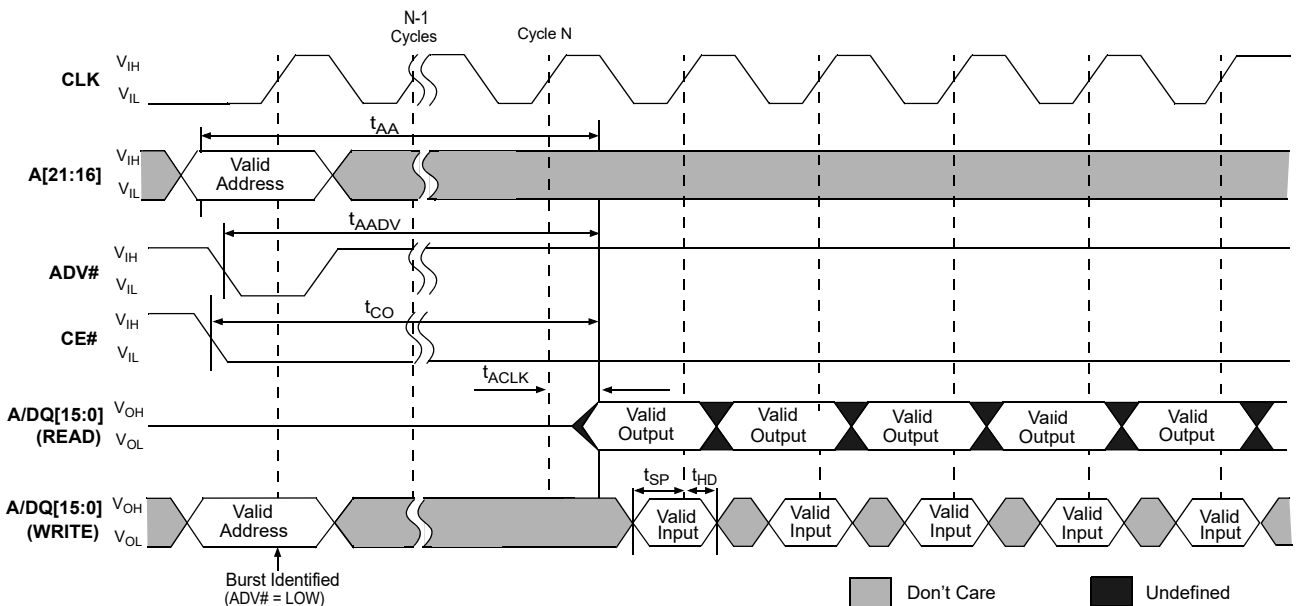 N-1
Cycles
Cycle N
CLK
VIH
VIL
tAA
A[21:16]
VIH
VIL
Valid
Address
tAADV
ADV#
VIH
VIL
tCO
CE#
VIH
VIL
tACLK
A/DQ[15:0]
(READ)
VOH
VOL
Valid
Output
Valid
Output
Valid
Output
Valid
Output
Valid
Output
tSP
tHD
A/DQ[15:0]
(WRITE)
VOH
VOL
Valid
Address
Valid
Input
Valid
Input
Valid
Input
Valid
Input
Valid
Input
Burst Identified
(ADV# = LOW)
Don't Care
Undefined